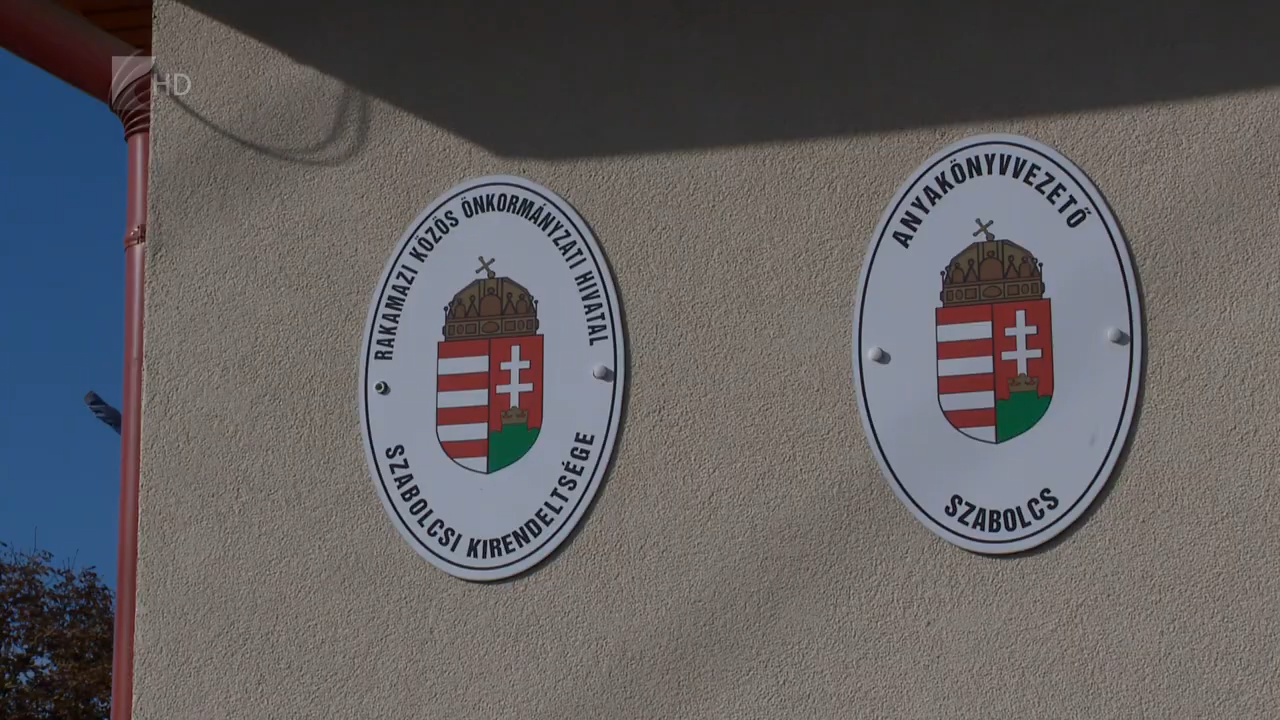 HD
RAKAMAZI KÖZÖS ÖNKORMÁNYZATI HIVATAL
SZABOLCSI KIRENDELTSÉGE
ANYAKÖNYVVEZETŐ
SZABOLCS